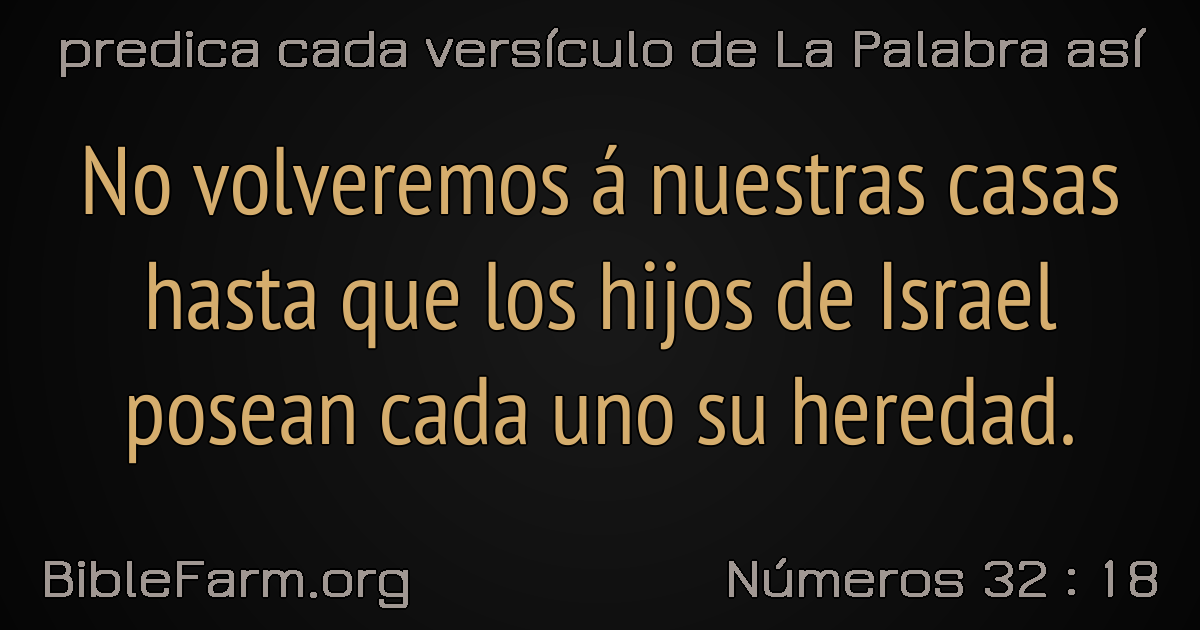 predica cada versículo de La Palabra así
No volveremos á nuestras casas
hasta que los hijos de Israel
posean cada uno su heredad.
BibleFarm.org
Números 32 : 18